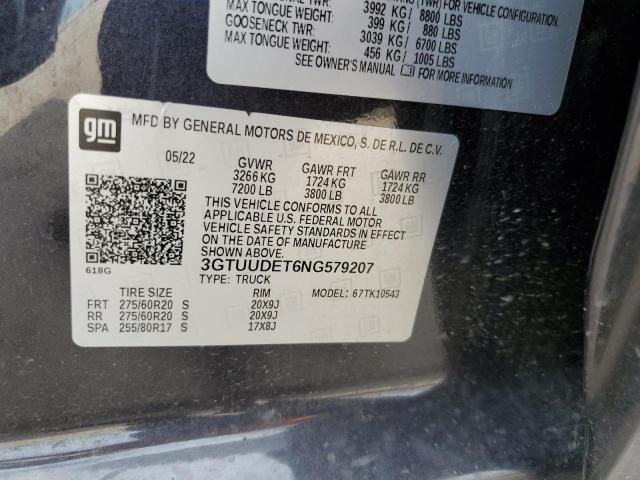 (TWR) FOR VEHICLE CONFIGURATION.
3992 KG/ 8800 LBS
MAX TONGUE WEIGHT: 399 KG/ 880 LBS
GOOSENECK TWR: 3039 KG/ 6700 LBS
MAX TONGUE WEIGHT: 456 KG/ 1005 LBS
SEE OWNER'S MANUAL FOR MORE INFORMATION
gm
MFD BY GENERAL MOTORS DE MEXICO, S. DE R.L. DE C.V.
05/22 GVWR GAWR FRT GAWR RR
3266 KG 1724 KG 1724 KG
7200 LB 3800 LB 3800 LB
THIS VEHICLE CONFORMS TO ALL
APPLICABLE U.S. FEDERAL MOTOR
VEHICLE SAFETY STANDARDS IN EFFECT
ON THE DATE OF MANUFACTURE SHOWN ABOVE.
618G
3GTUUDET6NG579207
TYPE: TRUCK
TIRE SIZE RIM MODEL: 67TK10543
FRT 275/60R20 S 20X9J
RR 275/60R20 S 20X9J
SPA 255/80R17 S 17X8J